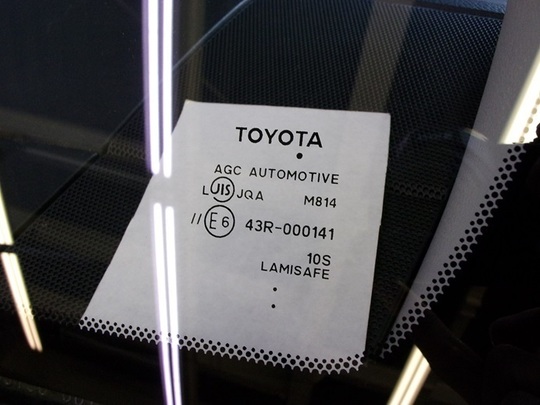 TOYOTA
AGC AUTOMOTIVE
L JIS JQA M814
// E6 43R-000141
10S
LAMISAFE